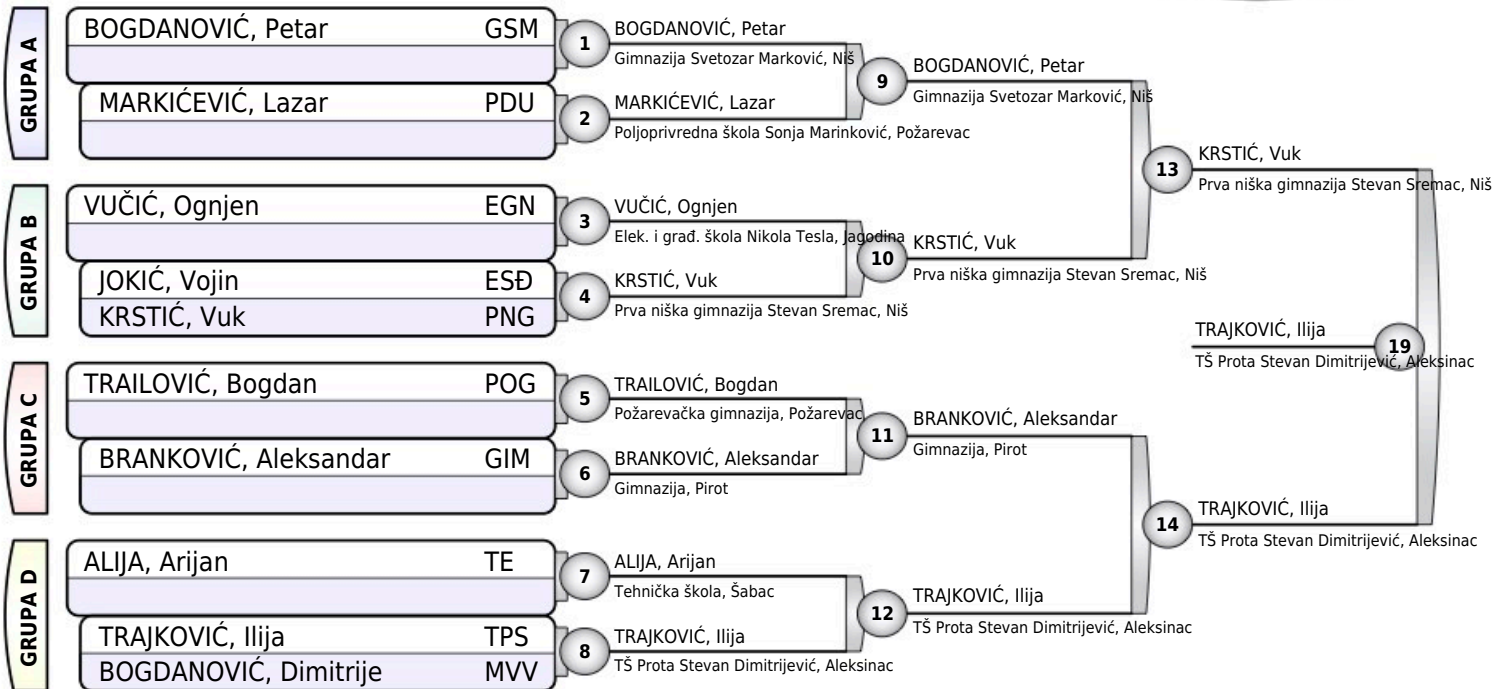 GRUPA A
BOGDANOVIĆ, Petar GSM
MARKIĆEVIĆ, Lazar PDU
GRUPA B
VUČIĆ, Ognjen EGN
JOKIĆ, Vojin ESĐ
KRSTIĆ, Vuk PNG
GRUPA C
TRAILOVIĆ, Bogdan POG
BRANKOVIĆ, Aleksandar GIM
GRUPA D
ALIJA, Arijan TE
TRAJKOVIĆ, Ilija TPS
BOGDANOVIĆ, Dimitrije MVV
1
BOGDANOVIĆ, Petar
Gimnazija Svetozar Marković, Niš
2
MARKIĆEVIĆ, Lazar
Poljoprivredna škola Sonja Marinković, Požarevac
3
VUČIĆ, Ognjen
Elek. i građ. škola Nikola Tesla, Jagodina
4
KRSTIĆ, Vuk
Prva niška gimnazija Stevan Sremac, Niš
5
TRAILOVIĆ, Bogdan
Požarevačka gimnazija, Požarevac
6
BRANKOVIĆ, Aleksandar
Gimnazija, Pirot
7
ALIJA, Arijan
Tehnička škola, Šabac
8
TRAJKOVIĆ, Ilija
TŠ Prota Stevan Dimitrijević, Aleksinac
9
BOGDANOVIĆ, Petar
Gimnazija Svetozar Marković, Niš
10
KRSTIĆ, Vuk
Prva niška gimnazija Stevan Sremac, Niš
11
BRANKOVIĆ, Aleksandar
Gimnazija, Pirot
12
TRAJKOVIĆ, Ilija
TŠ Prota Stevan Dimitrijević, Aleksinac
13
KRSTIĆ, Vuk
Prva niška gimnazija Stevan Sremac, Niš
14
TRAJKOVIĆ, Ilija
TŠ Prota Stevan Dimitrijević, Aleksinac
TRAJKOVIĆ, Ilija
19
TŠ Prota Stevan Dimitrijević, Aleksinac